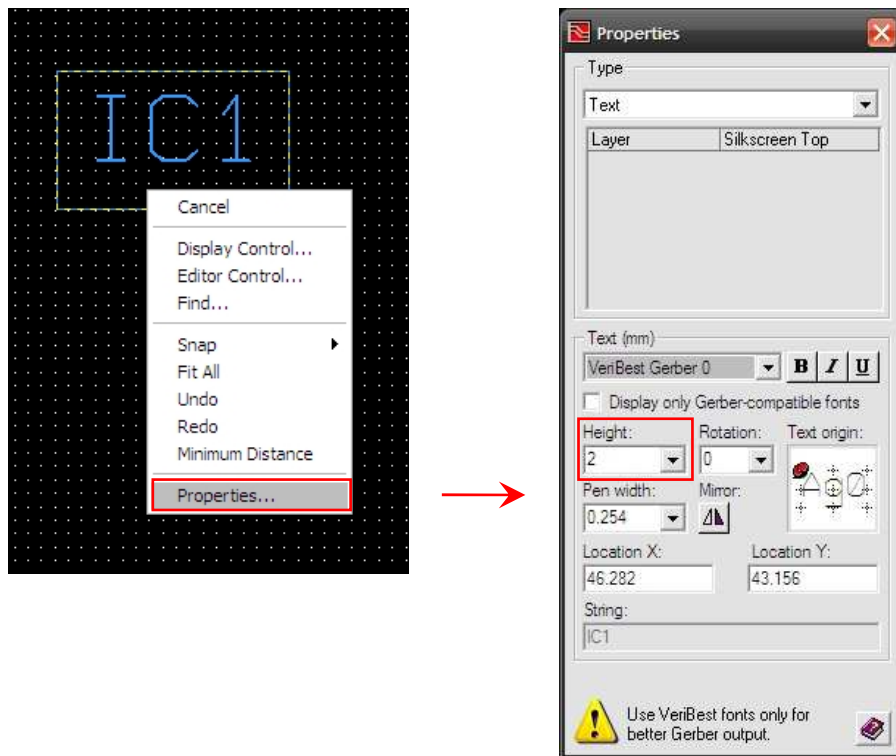 IC1
Cancel
Display Control...
Editor Control...
Find...
Snap
Fit All
Undo
Redo
Minimum Distance
Properties...
Properties
Type
Text
Layer Silkscreen Top
Text (mm)
VeriBest Gerber 0 B I U
Display only Gerber-compatible fonts
Height: Rotation: Text origin:
2 0
Pen width: Mirror:
0.254
Location X: Location Y:
46.282 43.156
String:
IC1
Use VeriBest fonts only for
better Gerber output.